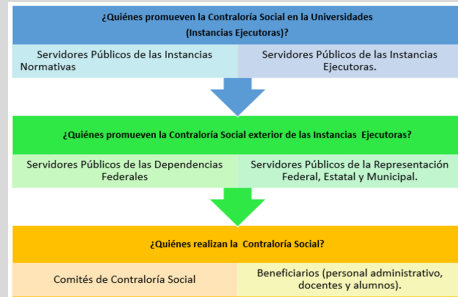 ¿Quiénes promueven la Contraloría Social en la Universidades
(Instancias Ejecutoras)?
Servidores Públicos de las Instancias
Normativas
Servidores Públicos de las Instancias
Ejecutoras.
¿Quiénes promueven la Contraloría Social exterior de las Instancias Ejecutoras?
Servidores Públicos de las Dependencias
Federales
Servidores Públicos de la Representación
Federal, Estatal y Municipal.
¿Quiénes realizan la Contraloría Social?
Comités de Contraloría Social
Beneficiarios (personal administrativo,
docentes y alumnos).